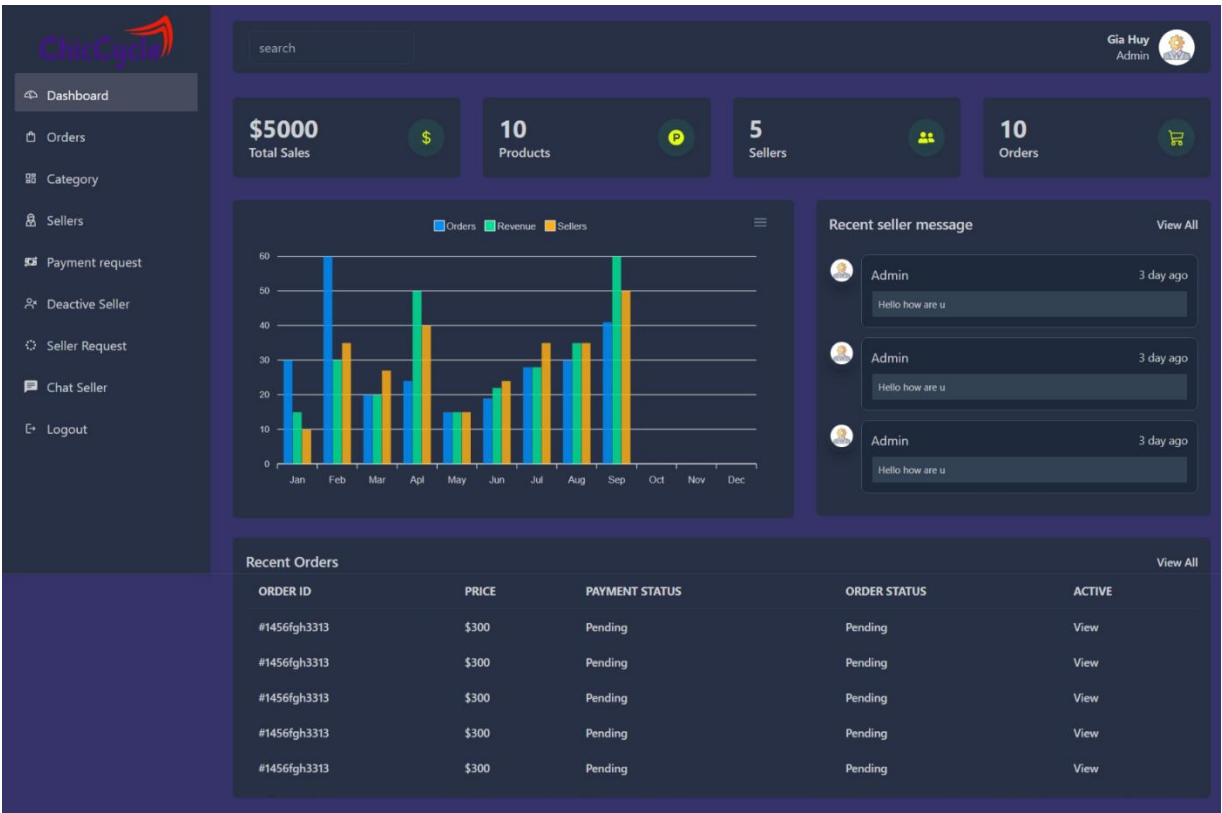 ChicCycle
Dashboard
Orders
Category
Sellers
Payment request
Deactive Seller
Seller Request
Chat Seller
Logout
search
Gia Huy
Admin
$5000
Total Sales
$
10
Products
P
5
Sellers
10
Orders
Orders Revenue Sellers
60
50
40
30
20
10
0
Jan Feb Mar Apl May Jun Jul Aug Sep Oct Nov Dec
Recent seller message View All
Admin 3 day ago
Hello how are u
Admin 3 day ago
Hello how are u
Admin 3 day ago
Hello how are u
Recent Orders View All
ORDER ID PRICE PAYMENT STATUS ORDER STATUS ACTIVE
#1456fgh3313 $300 Pending Pending View
#1456fgh3313 $300 Pending Pending View
#1456fgh3313 $300 Pending Pending View
#1456fgh3313 $300 Pending Pending View
#1456fgh3313 $300 Pending Pending View